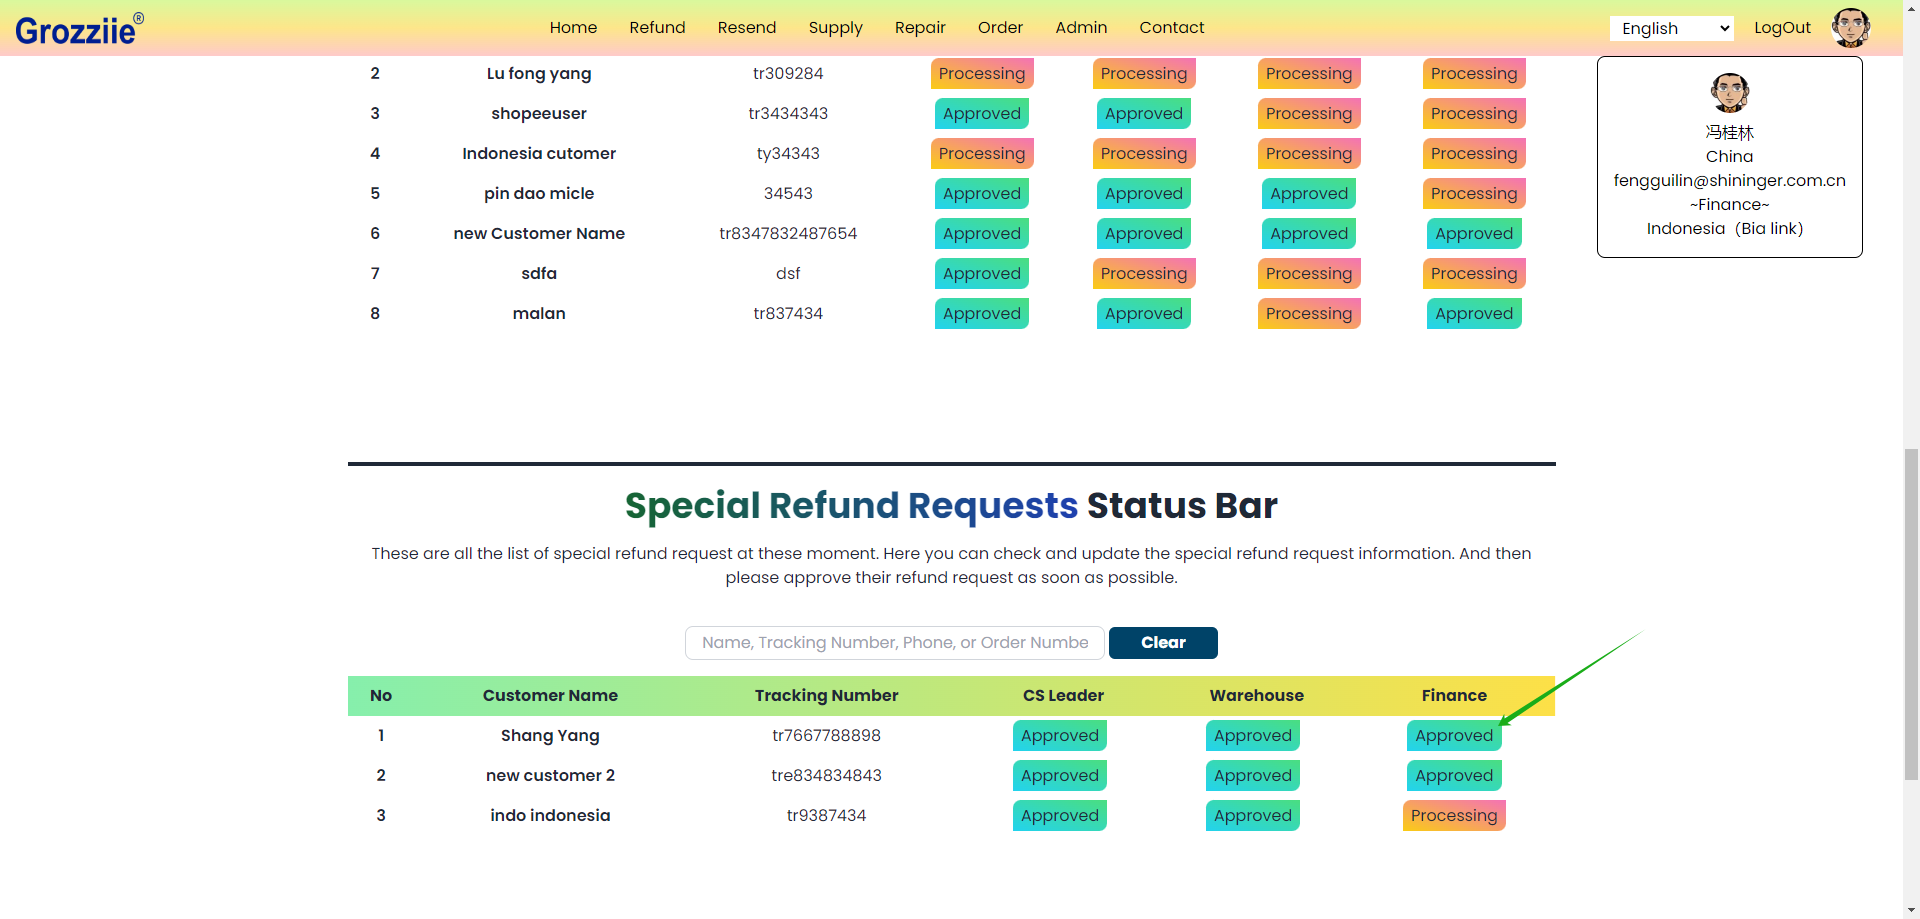 Grozziie®
Home Refund Resend Supply Repair Order Admin Contact
English
LogOut
2 Lu fong yang tr309284 Processing Processing Processing Processing
3 shopeeuser tr3434343 Approved Approved Processing Processing
4 Indonesia cutomer ty34343 Processing Processing Processing Processing
5 pin dao micle 34543 Approved Approved Approved Processing
6 new Customer Name tr8347832487654 Approved Approved Approved Approved
7 sdfa dsf Approved Processing Processing Processing
8 malan tr837434 Approved Approved Processing Approved
冯桂林
China
fengguilin@shininger.com.cn
~Finance~
Indonesia（Bia link）
Special Refund Requests Status Bar
These are all the list of special refund request at these moment. Here you can check and update the special refund request information. And then
please approve their refund request as soon as possible.
Name, Tracking Number, Phone, or Order Numbe
Clear
No Customer Name Tracking Number CS Leader Warehouse Finance
1 Shang Yang tr7667788898 Approved Approved Approved
2 new customer 2 tre834834843 Approved Approved Approved
3 indo indonesia tr9387434 Approved Approved Processing